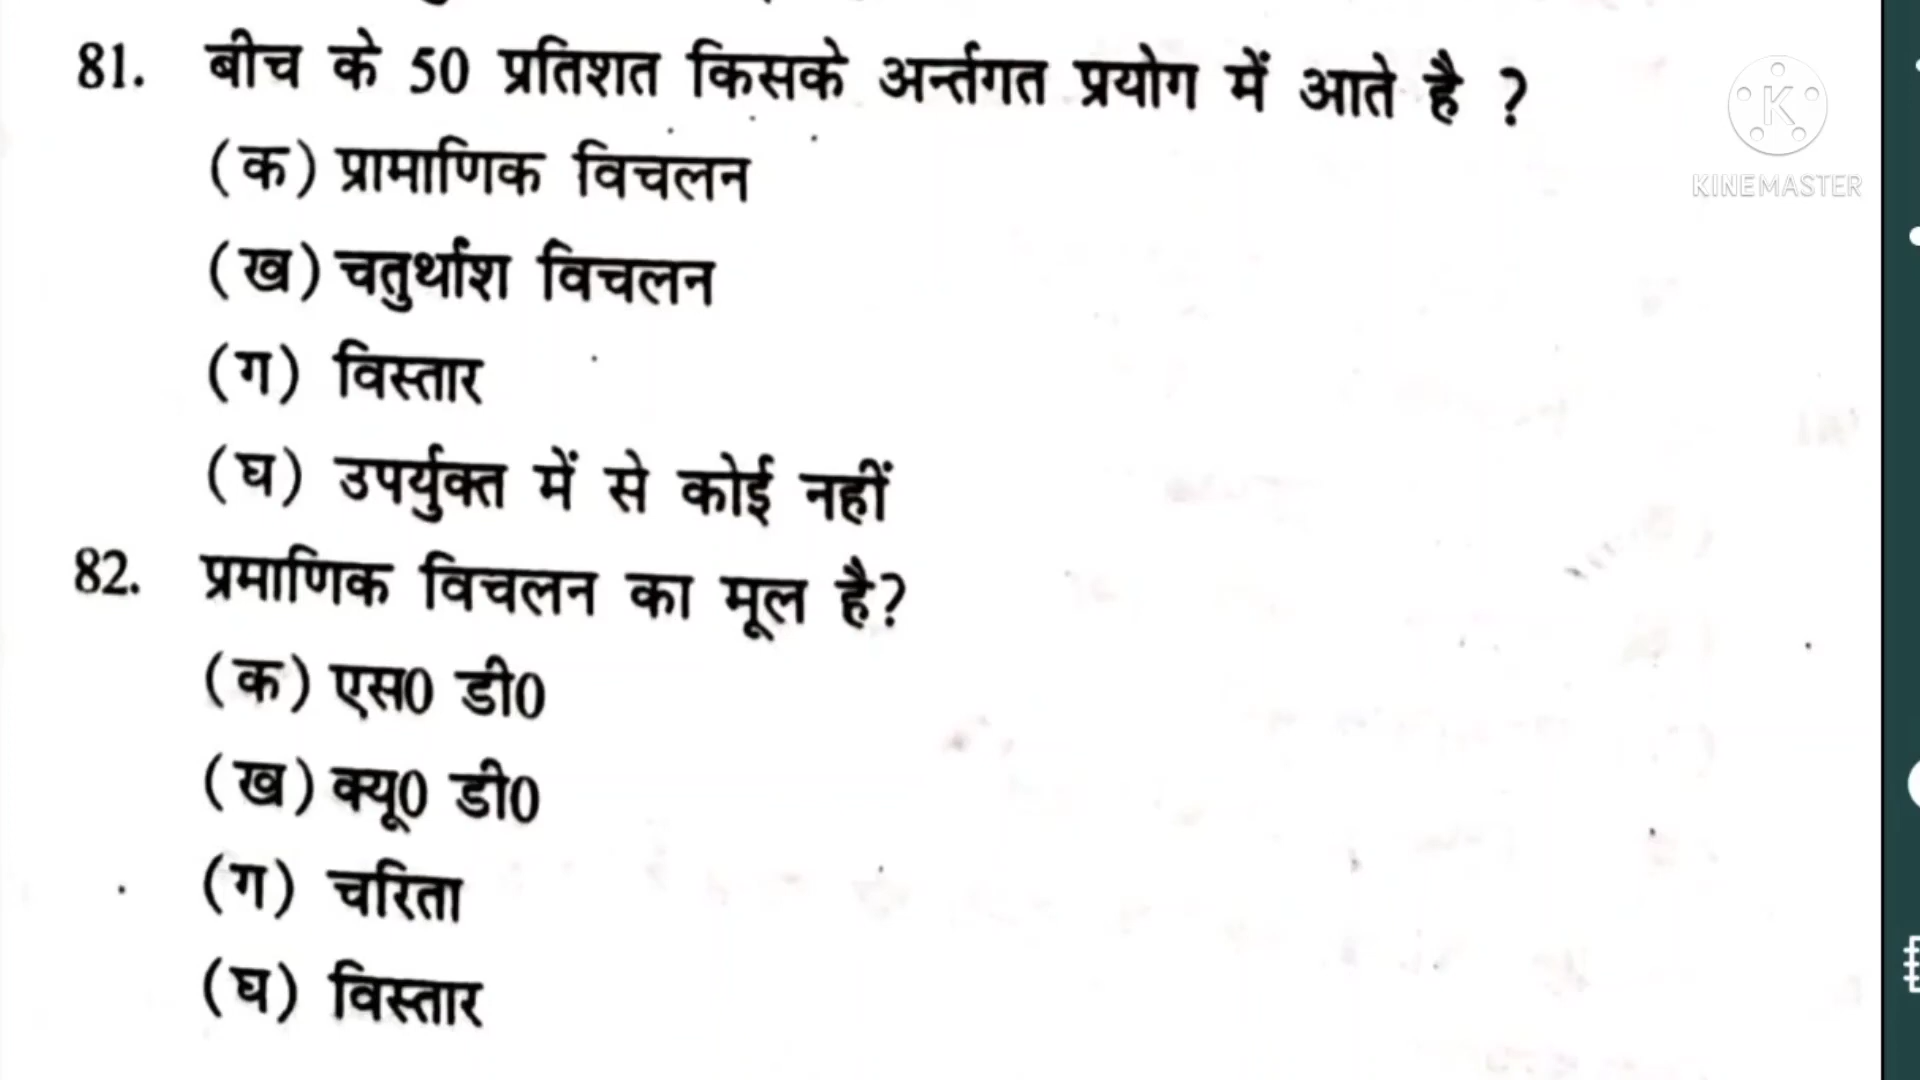 81. बीच के 50 प्रतिशत किसके अर्न्तगत प्रयोग में आते है ?
(क) प्रामाणिक विचलन
(ख) चतुर्थांश विचलन
(ग) विस्तार
(घ) उपर्युक्त में से कोई नहीं
82. प्रमाणिक विचलन का मूल है?
(क) एस0 डी0
(ख) क्यू0 डी0
(ग) चरिता
(घ) विस्तार
K
KINEMASTER